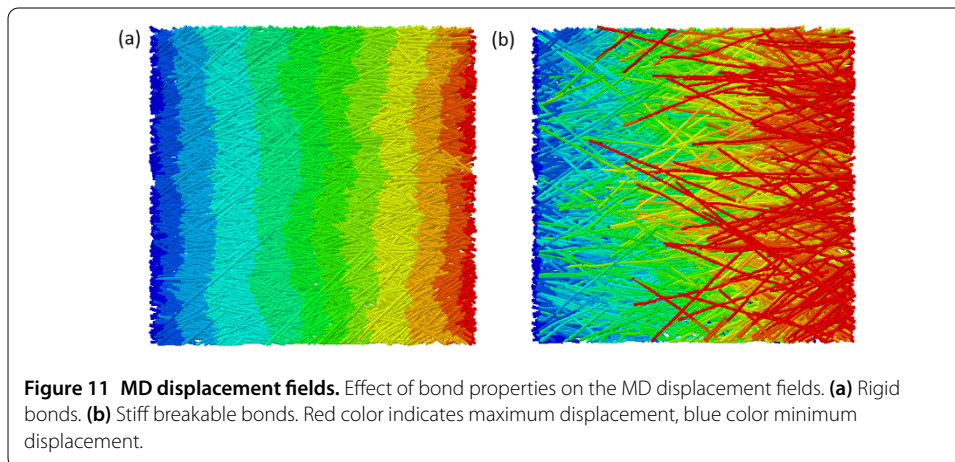 (a)
(b)
Figure 11 MD displacement fields. Effect of bond properties on the MD displacement fields. (a) Rigid
bonds. (b) Stiff breakable bonds. Red color indicates maximum displacement, blue color minimum
displacement.